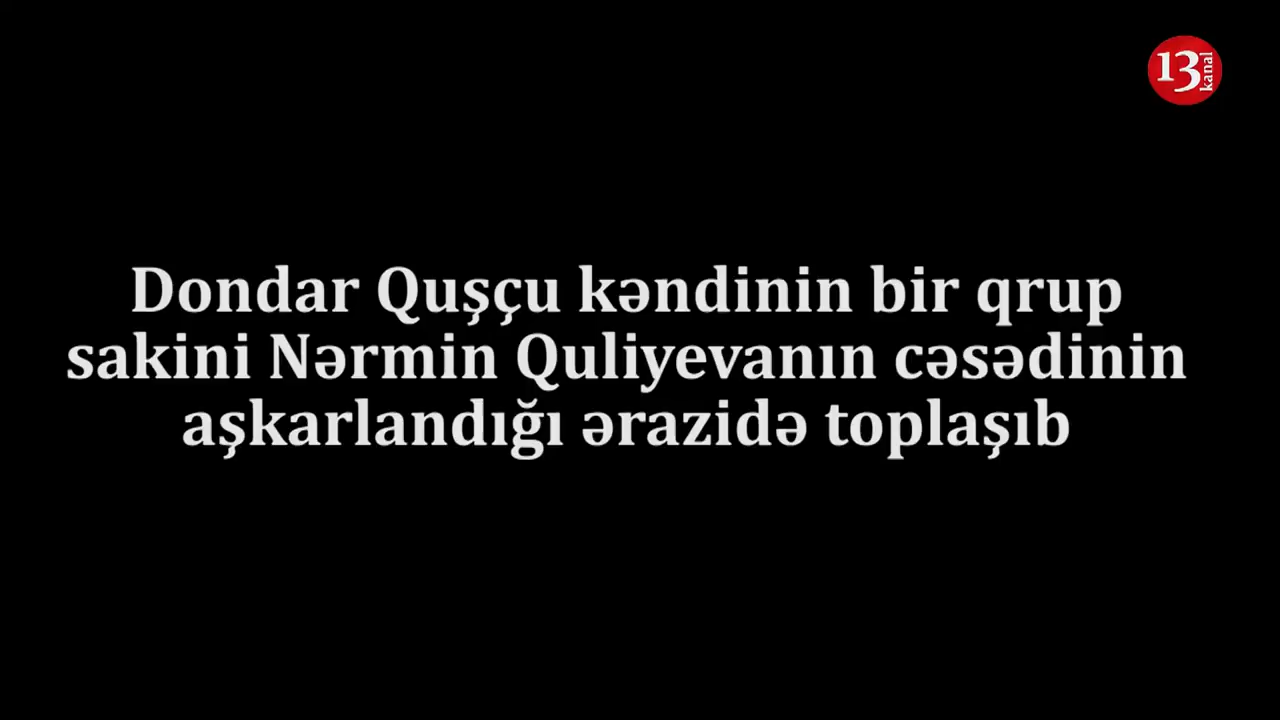 13 kanal
Dondar Quşçu kəndinin bir qrup
sakini Nərmin Quliyevanın cəsədinin
aşkarlandığı ərazidə toplaşıb